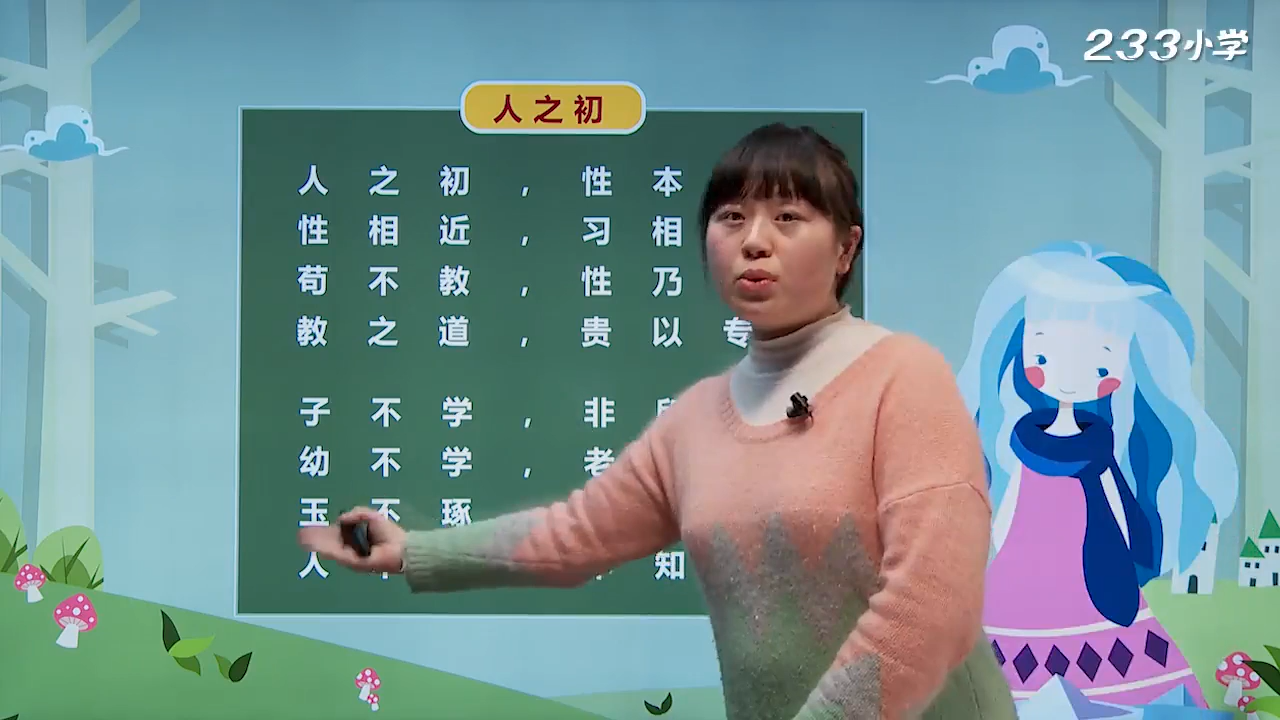 233小学
人之初
人之初，性本
性相近，习相
苟不教，性乃
教之道，贵以专
子不学，非
幼不学，老
玉不琢
人 知